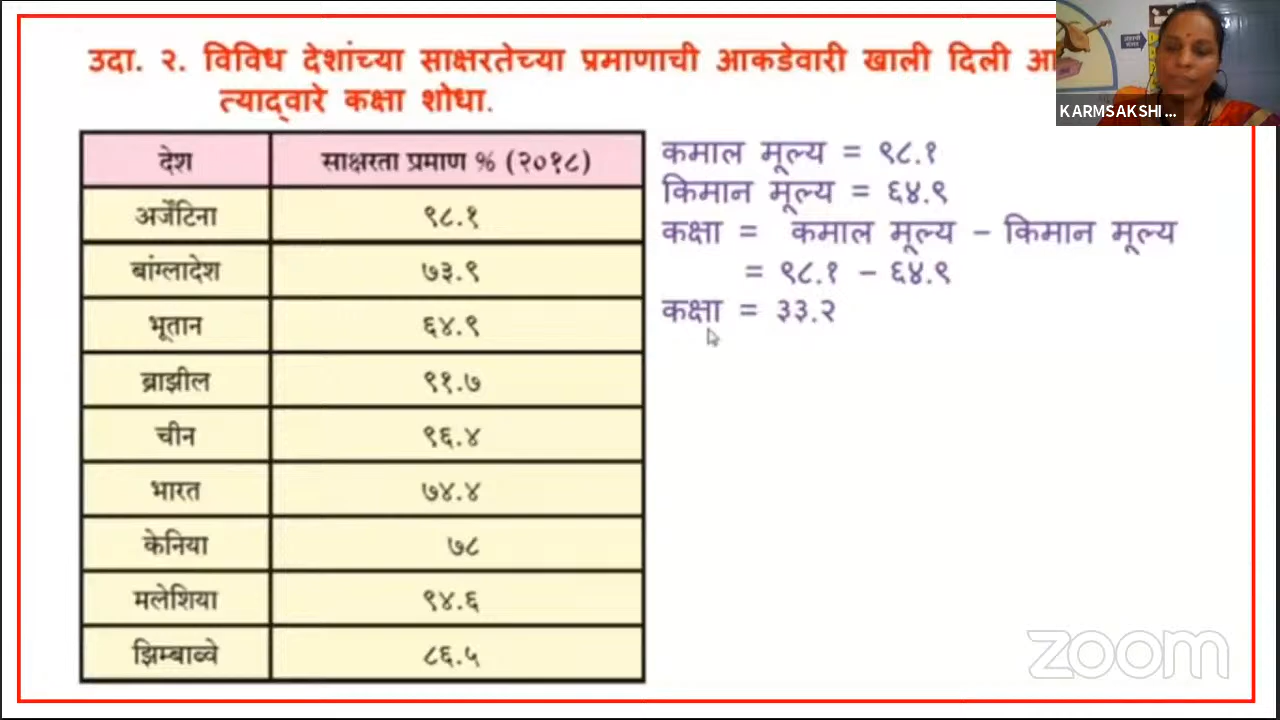 उदा. २. विविध देशांच्या साक्षरतेच्या प्रमाणाची आकडेवारी खाली दिली
त्याद्वारे कक्षा शोधा.
देश साक्षरता प्रमाण % (२०१८)
अर्जेंटिना ९८.१
बांग्लादेश ७३.९
भूतान ६४.९
ब्राझील ९१.७
चीन ९६.४
भारत ७४.४
केनिया ७८
मलेशिया ९४.६
झिम्बाब्वे ८६.५
कमाल मूल्य = ९८.१
किमान मूल्य = ६४.९
कक्षा = कमाल मूल्य – किमान मूल्य
= ९८.१ – ६४.९
कक्षा = ३३.२
KARMSAKSHI ...
zoom